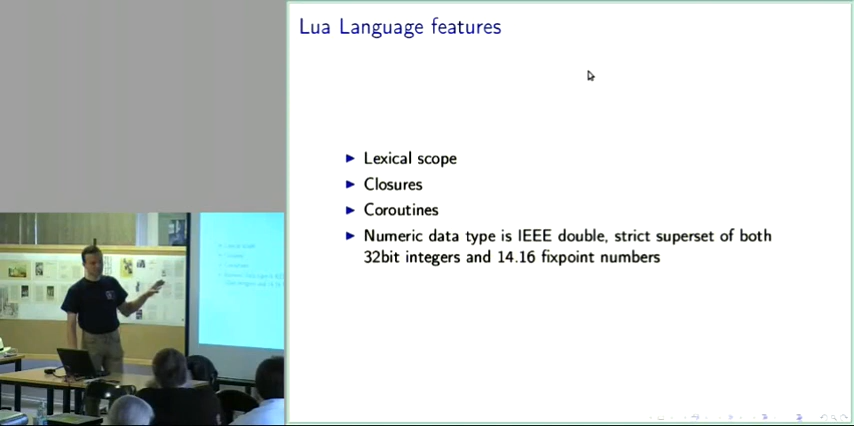 Lua Language features
Lexical scope
Closures
Coroutines
Numeric data type is IEEE double, strict superset of both
32bit integers and 14.16 fixpoint numbers